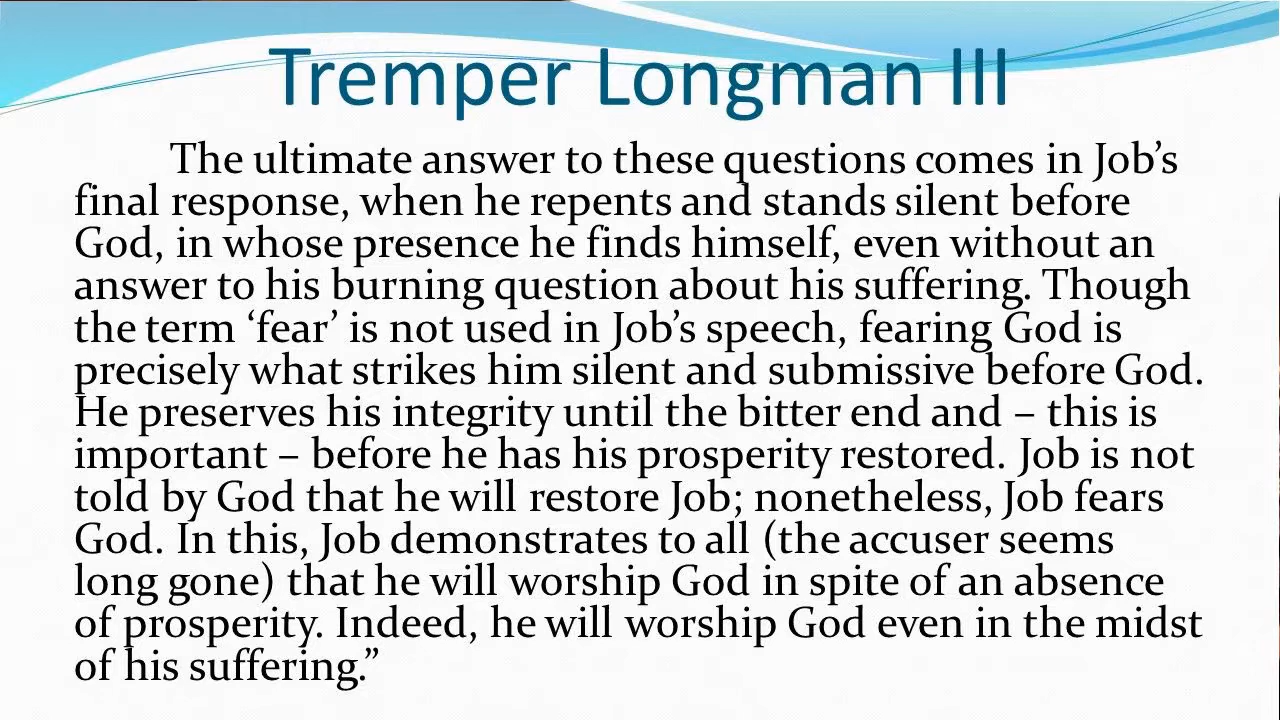 Tremper Longman III
The ultimate answer to these questions comes in Job’s
final response, when he repents and stands silent before
God, in whose presence he finds himself, even without an
answer to his burning question about his suffering. Though
the term ‘fear’ is not used in Job’s speech, fearing God is
precisely what strikes him silent and submissive before God.
He preserves his integrity until the bitter end and – this is
important – before he has his prosperity restored. Job is not
told by God that he will restore Job; nonetheless, Job fears
God. In this, Job demonstrates to all (the accuser seems
long gone) that he will worship God in spite of an absence
of prosperity. Indeed, he will worship God even in the midst
of his suffering.”